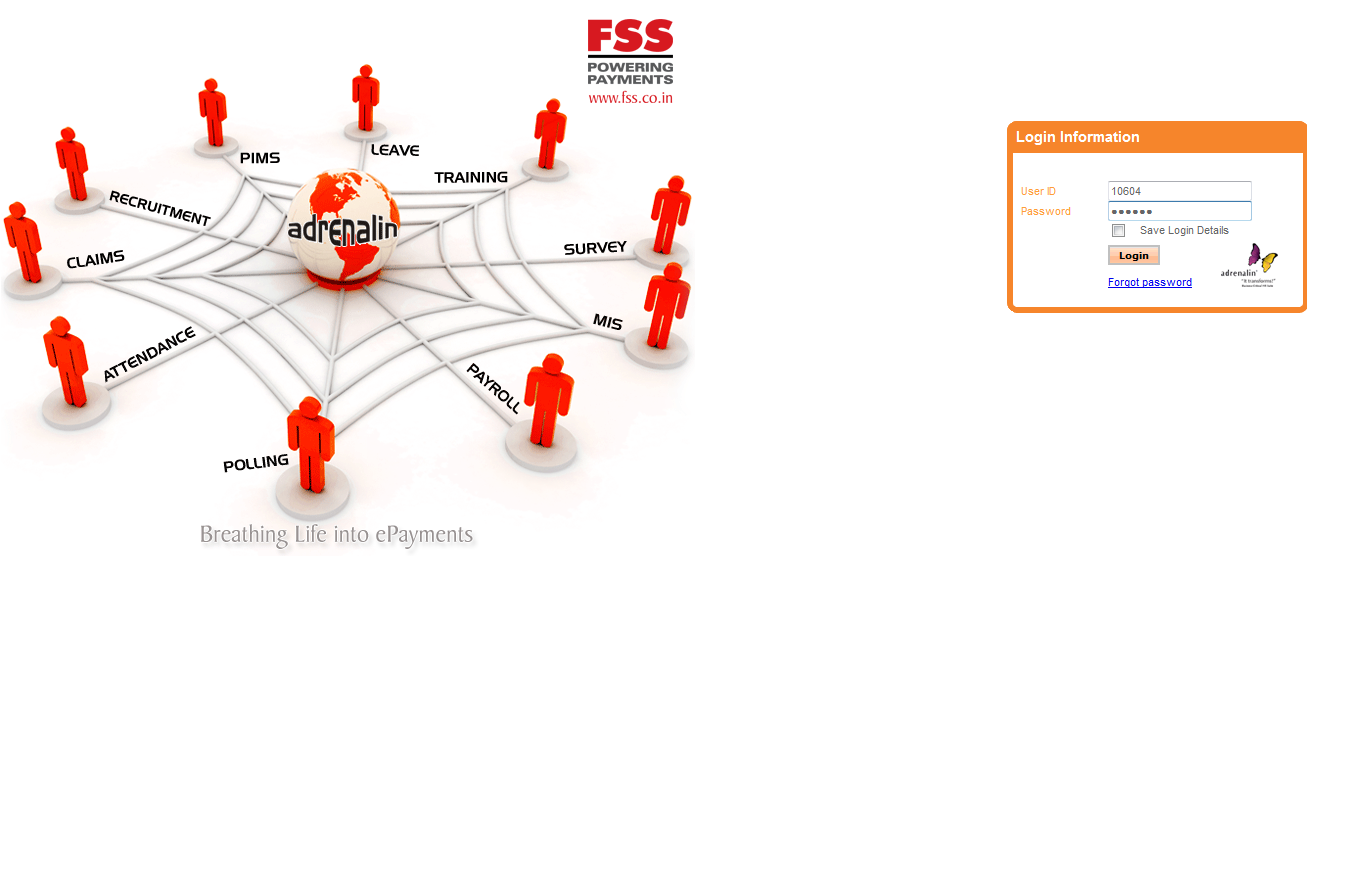 FSS
POWERING
PAYMENTS
www.fss.co.in
LEAVE
PIMS
TRAINING
RECRUITMENT
adrenalin
SURVEY
CLAIMS
MIS
ATTENDANCE
PAYROLL
POLLING
Breathing Life into ePayments
Login Information
User ID 10604
Password ••••••
Save Login Details
Login
adrenalin
"it transforms!"
Forgot password